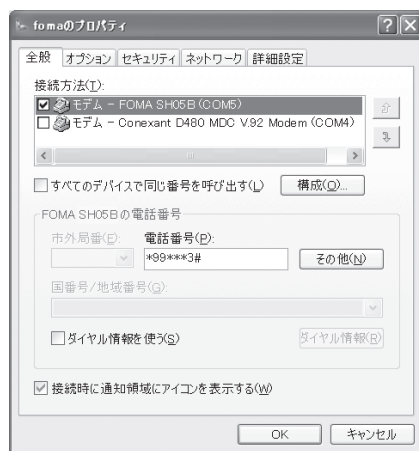 fomaのプロパティ
全般 オプション セキュリティ ネットワーク 詳細設定
接続方法(T):
モデム - FOMA SH05B (COM5)
モデム - Conexant D480 MDC V.92 Modem (COM4)
すべてのデバイスで同じ番号を呼び出す(L) 構成(O)...
FOMA SH05Bの電話番号
市外局番(E): 電話番号(P):
*99***3# その他(N)
国番号/地域番号(G):
ダイヤル情報を使う(S) ダイヤル情報(R)
接続時に通知領域にアイコンを表示する(W)
OK キャンセル